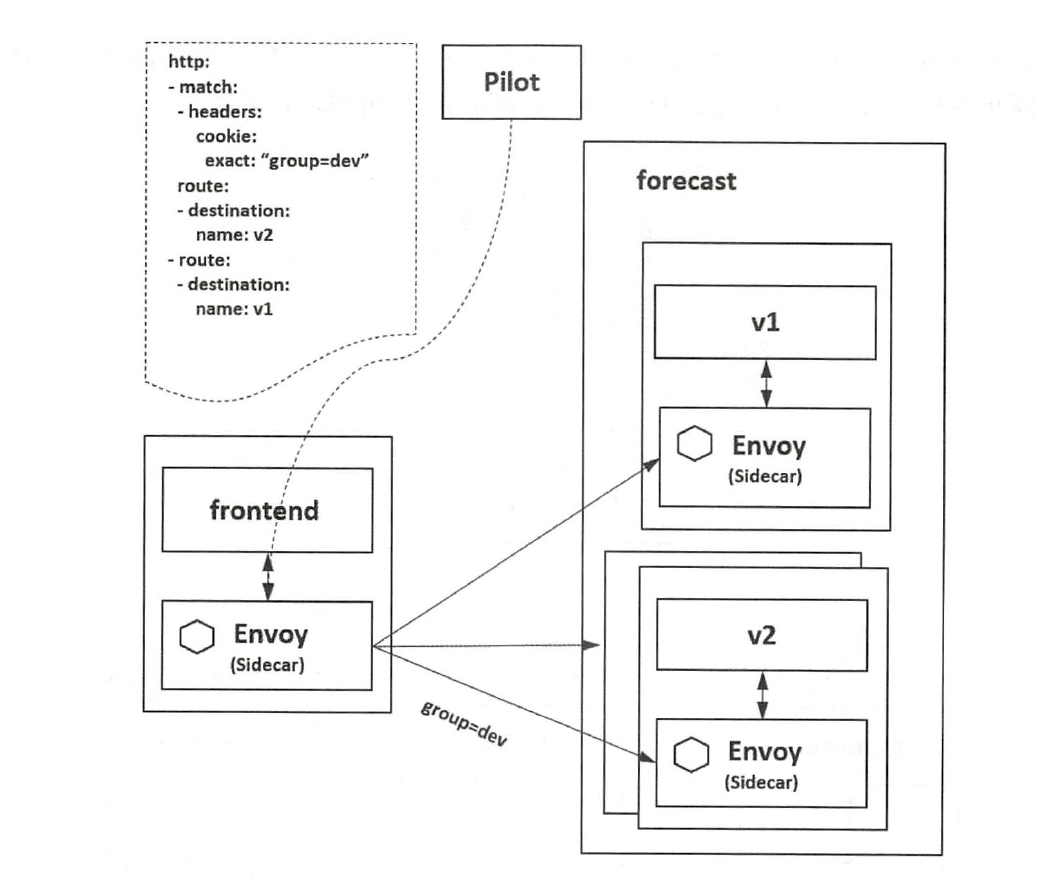 http:
- match:
- headers:
cookie:
exact: “group=dev”
route:
- destination:
name: v2
- route:
- destination:
name: v1
Pilot
forecast
v1
Envoy
(Sidecar)
frontend
Envoy
(Sidecar)
group=dev
v2
Envoy
(Sidecar)